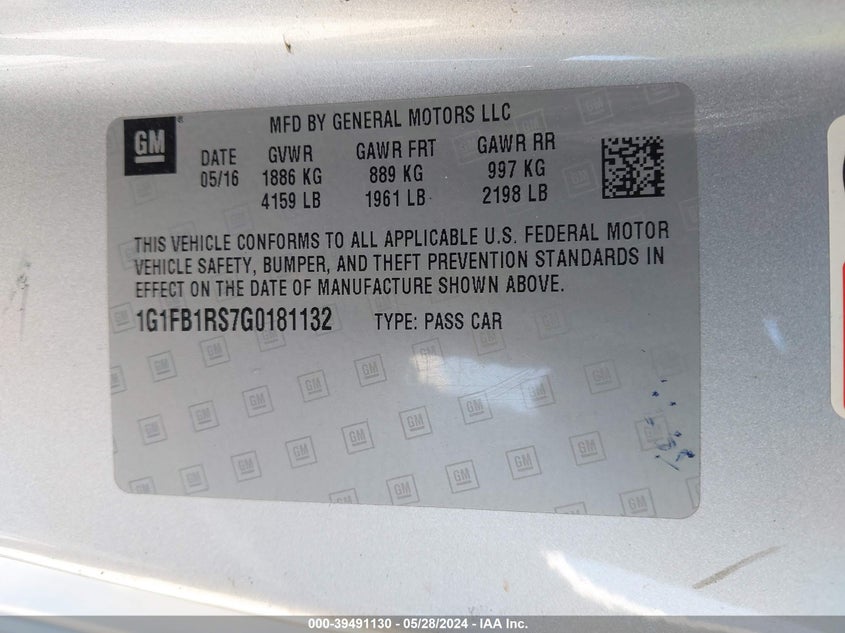 GM ®
MFD BY GENERAL MOTORS LLC
DATE GVWR GAWR FRT GAWR RR
05/16 1886 KG 889 KG 997 KG
4159 LB 1961 LB 2198 LB
THIS VEHICLE CONFORMS TO ALL APPLICABLE U.S. FEDERAL MOTOR
VEHICLE SAFETY, BUMPER, AND THEFT PREVENTION STANDARDS IN
EFFECT ON THE DATE OF MANUFACTURE SHOWN ABOVE.
1G1FB1RS7G0181132 TYPE: PASS CAR
000-39491130 - 05/28/2024 - IAA Inc.